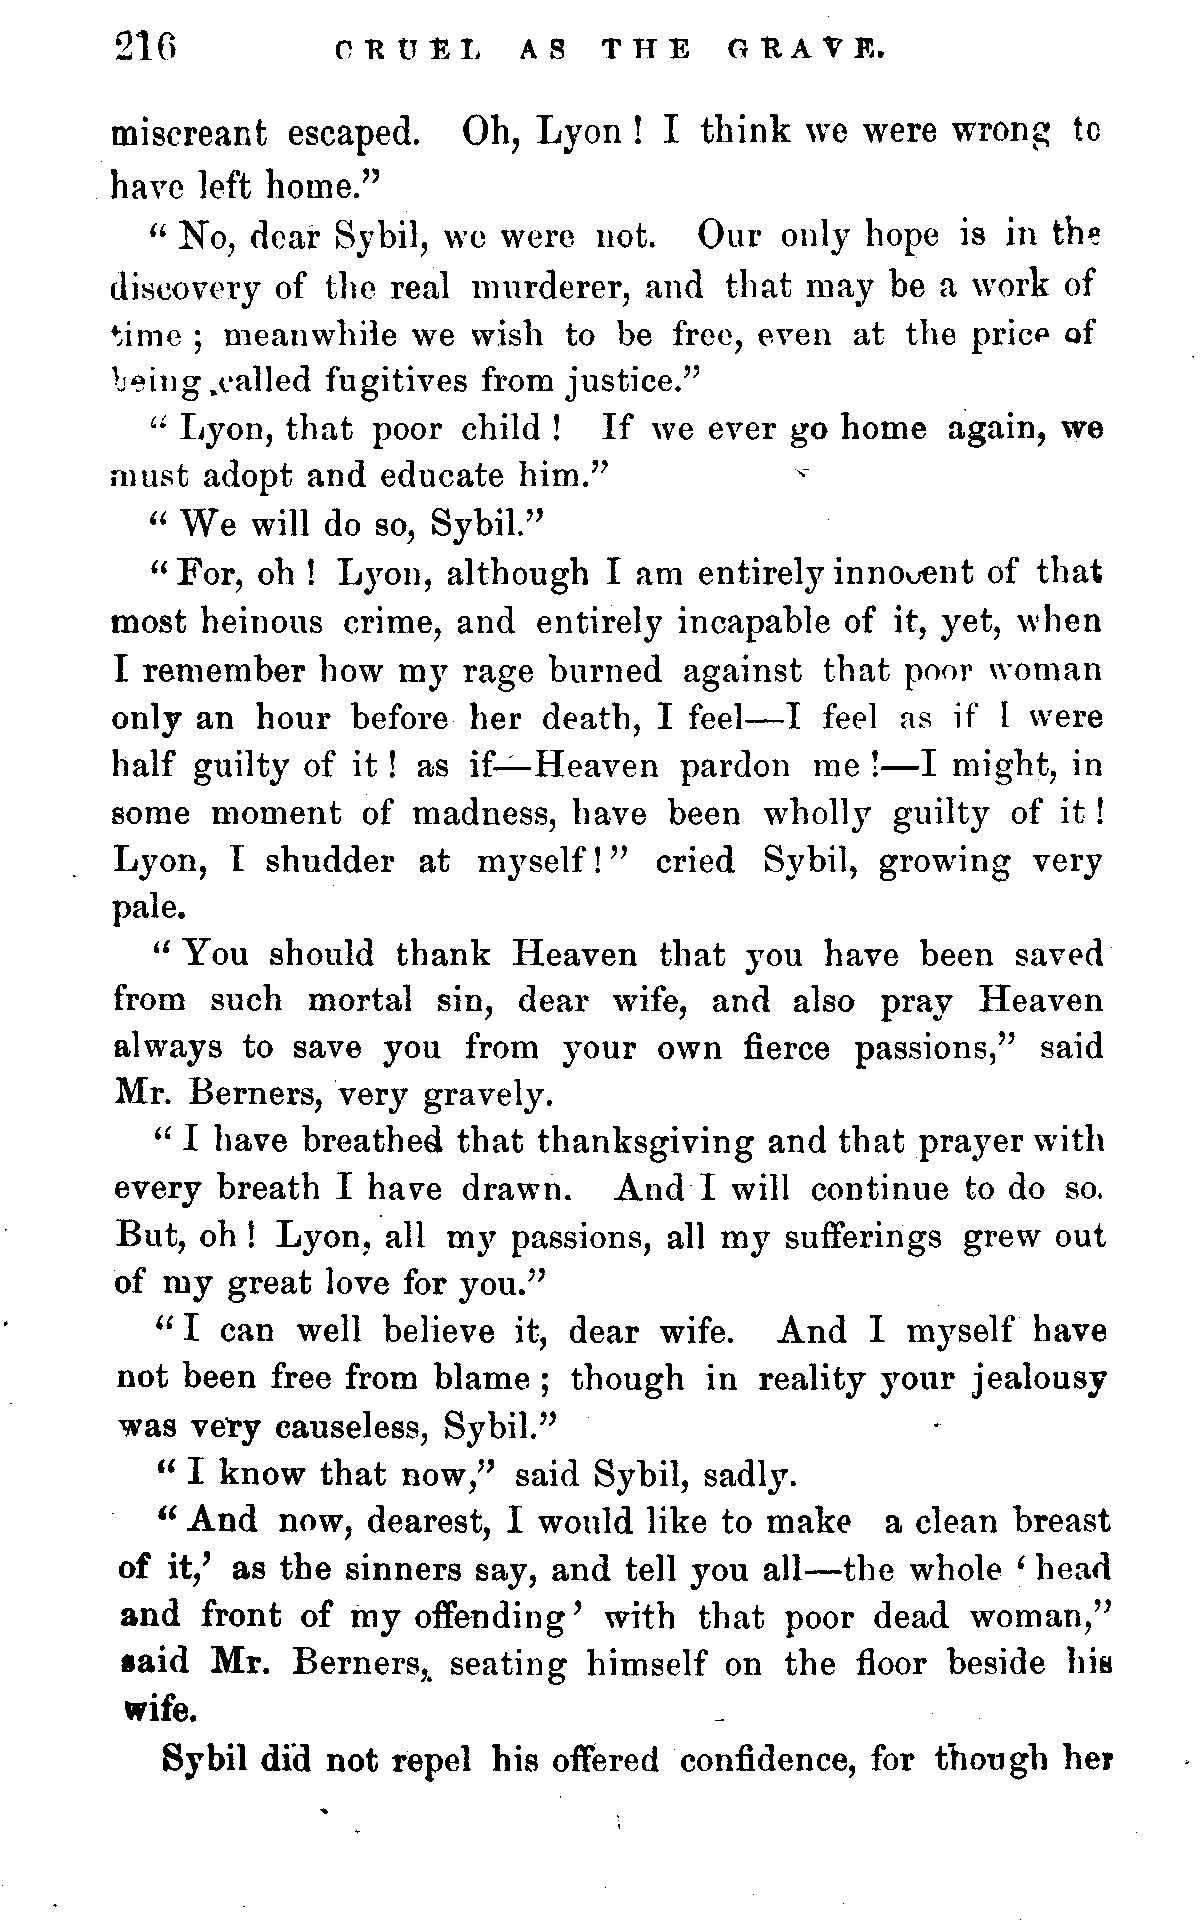 216 CRUEL AS THE GRAVE.
miscreant escaped. Oh, Lyon! I think we were wrong to
have left home.”
“No, dear Sybil, we were not. Our only hope is in the
discovery of the real murderer, and that may be a work of
time; meanwhile we wish to be free, even at the price of
being called fugitives from justice.”
“Lyon, that poor child! If we ever go home again, we
must adopt and educate him.”
“We will do so, Sybil.”
“For, oh! Lyon, although I am entirely innocent of that
most heinous crime, and entirely incapable of it, yet, when
I remember how my rage burned against that poor woman
only an hour before her death, I feel—I feel as if I were
half guilty of it! as if—Heaven pardon me!—I might, in
some moment of madness, have been wholly guilty of it!
Lyon, I shudder at myself!” cried Sybil, growing very
pale.
“You should thank Heaven that you have been saved
from such mortal sin, dear wife, and also pray Heaven
always to save you from your own fierce passions,” said
Mr. Berners, very gravely.
“I have breathed that thanksgiving and that prayer with
every breath I have drawn. And I will continue to do so.
But, oh! Lyon, all my passions, all my sufferings grew out
of my great love for you.”
“I can well believe it, dear wife. And I myself have
not been free from blame; though in reality your jealousy
was very causeless, Sybil.”
“I know that now,” said Sybil, sadly.
“And now, dearest, I would like to make a clean breast
of it,’ as the sinners say, and tell you all—the whole ‘head
and front of my offending’ with that poor dead woman,”
said Mr. Berners, seating himself on the floor beside his
wife.
Sybil did not repel his offered confidence, for though her